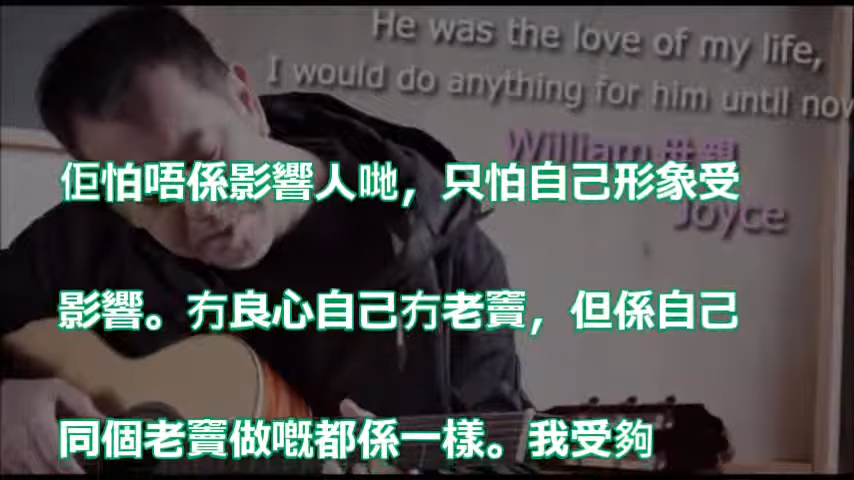 He was the love of my life,
I would do anything for him until now
William 母親
Joyce
佢怕唔係影響人哋，只怕自己形象受
影響。冇良心自己冇老竇，但係自己
同個老竇做嘅都係一樣。我受夠